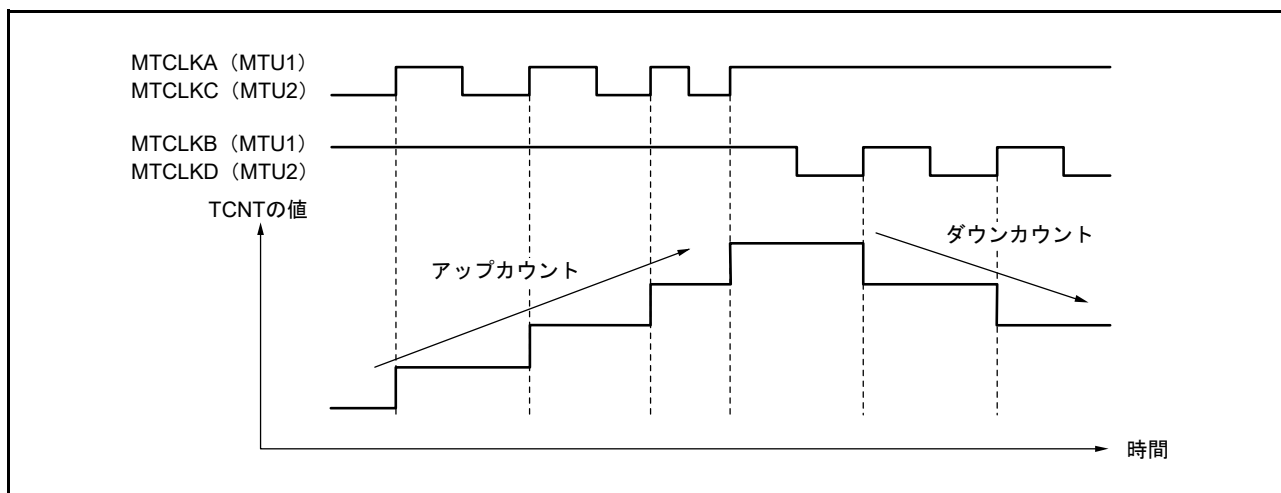 MTCLKA（MTU1）
MTCLKC（MTU2）
MTCLKB（MTU1）
MTCLKD（MTU2）
TCNTの値
アップカウント
ダウンカウント
時間